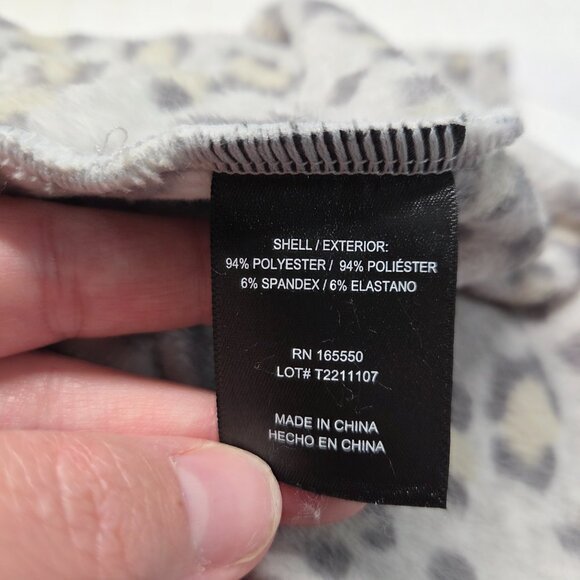 SHELL / EXTERIOR:
94% POLYESTER / 94% POLIÉSTER
6% SPANDEX / 6% ELASTANO
RN 165550
LOT# T2211107
MADE IN CHINA
HECHO EN CHINA